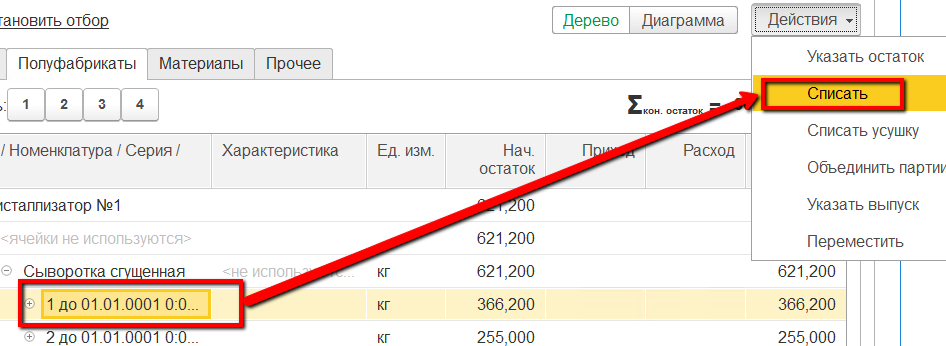 тановить отбор
Дерево Диаграмма Действия
Указать остаток
Полуфабрикаты Материалы Прочее
Списать
1 2 3 4
Σкон. остаток =
Списать усушку
/ Номенклатура / Серия / Характеристика Ед. изм. Нач. остаток Приход Расход
Объединить партии
исталлизатор №1 621,200
Указать выпуск
<ячейки не используются> 621,200
Переместить
Сыворотка сгущенная <не используе... кг 621,200 621,200
1 до 01.01.0001 0:0... кг 366,200 366,200
2 до 01.01.0001 0:0... кг 255,000 255,000